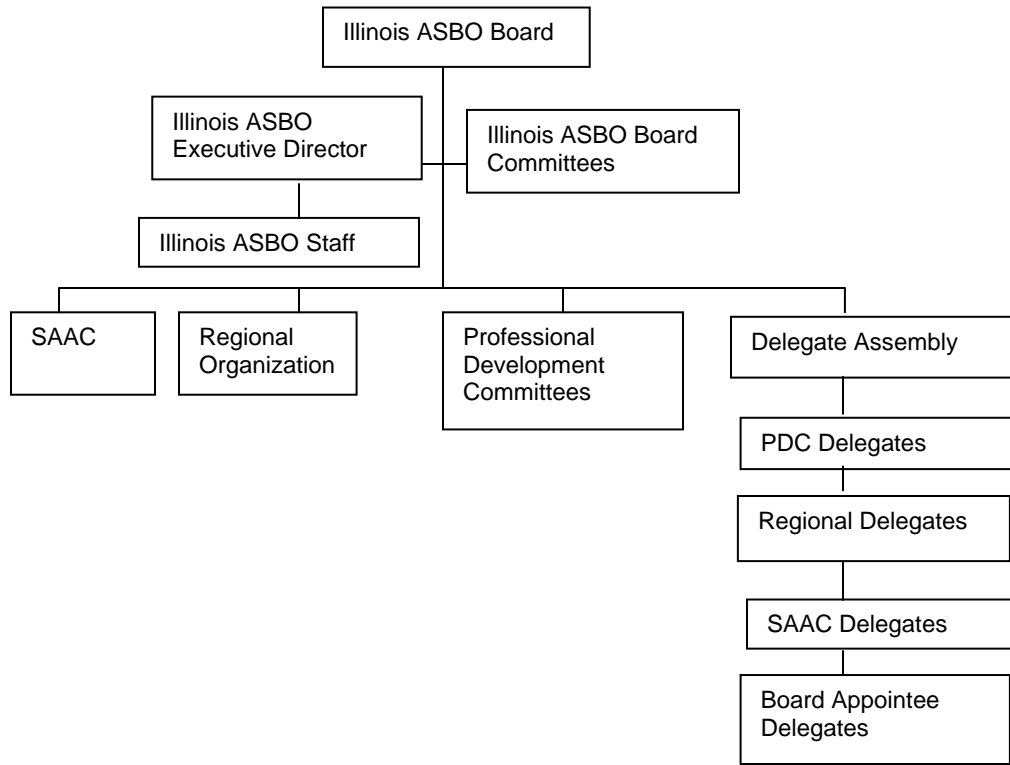 Illinois ASBO Board
Illinois ASBO
Executive Director
Illinois ASBO Board
Committees
Illinois ASBO Staff
SAAC
Regional
Organization
Professional
Development
Committees
Delegate Assembly
PDC Delegates
Regional Delegates
SAAC Delegates
Board Appointee
Delegates